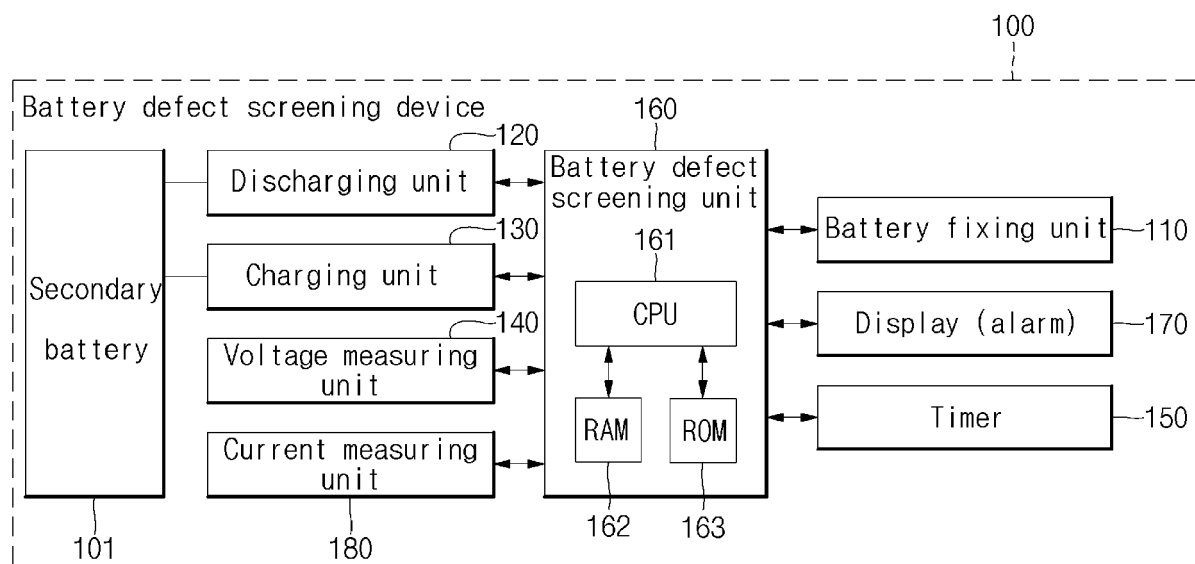 100
Battery defect screening device
120
160
Discharging unit
Battery defect
screening unit
130
161
Battery fixing unit
110
Secondary
battery
Charging unit
CPU
140
Display (alarm)
170
Voltage measuring
unit
RAM
ROM
Timer
150
Current measuring
unit
101
180
162
163